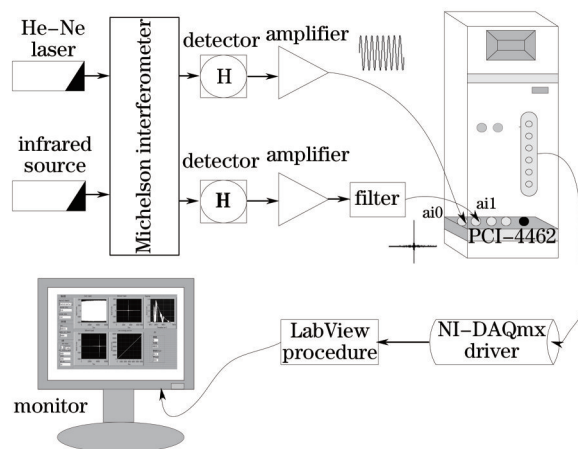 He–Ne
laser
detector
amplifier
H
Michelson interferometer
infrared
source
detector
amplifier
H
filter
ai0
ai1
PCI–4462
LabView
procedure
NI–DAQmx
driver
monitor